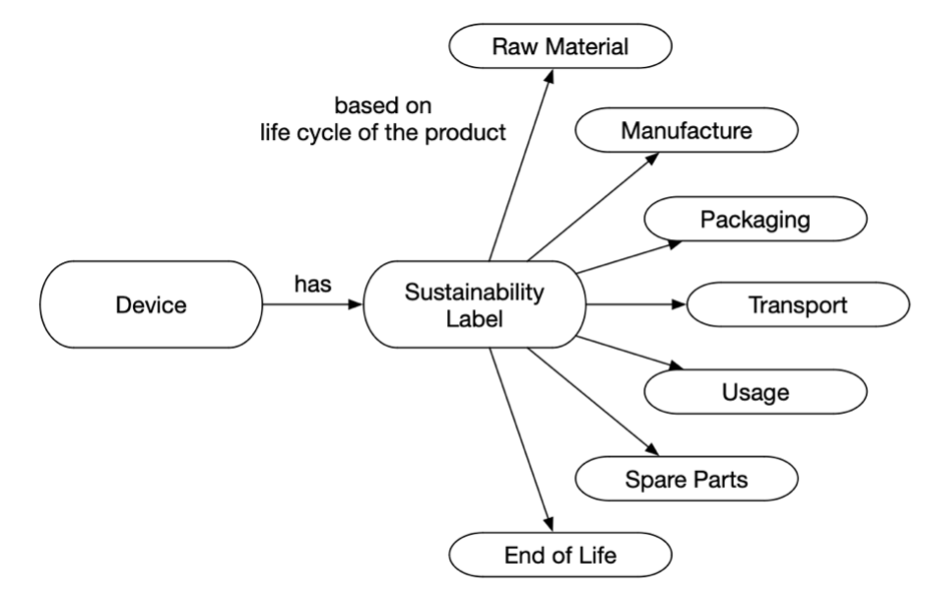 Raw Material
based on
life cycle of the product
Manufacture
Packaging
Device
has
Sustainability
Label
Transport
Usage
Spare Parts
End of Life